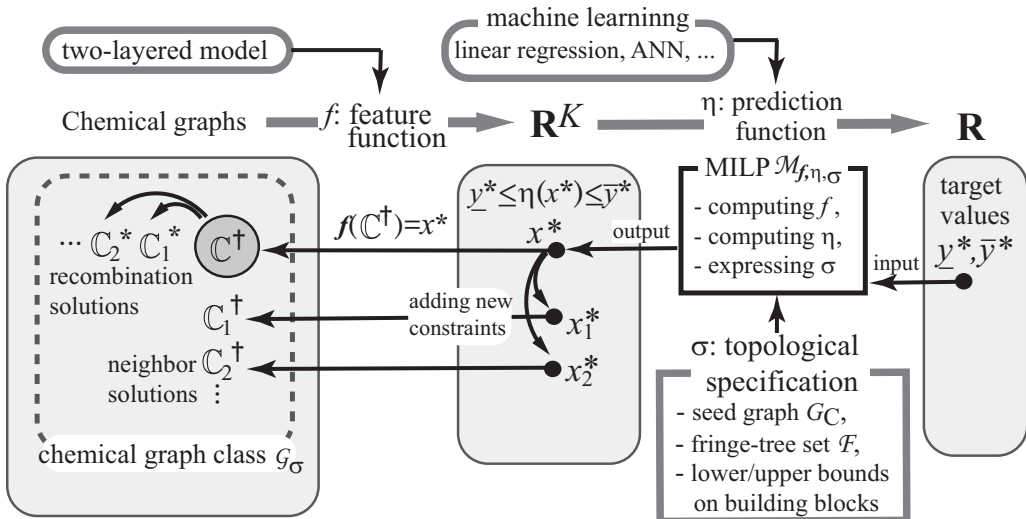 two-layered model
machine learninng
linear regression, ANN, ...
Chemical graphs
f: feature
function
R^K
η: prediction
function
R
MILP ℳ_f,η,σ
- computing f,
- computing η,
- expressing σ
target
values
y̲*, y̅*
input
output
y̲* ≤ η(x*) ≤ y̅*
x*
f(ℂ†)=x*
··· ℂ₂* ℂ₁* ℂ†
recombination
solutions
adding new
constraints
x₁*
x₂*
ℂ₁†
neighbor ℂ₂†
solutions ⋮
chemical graph class 𝒢_σ
σ: topological
specification
- seed graph G_C,
- fringe-tree set ℱ,
- lower/upper bounds
on building blocks